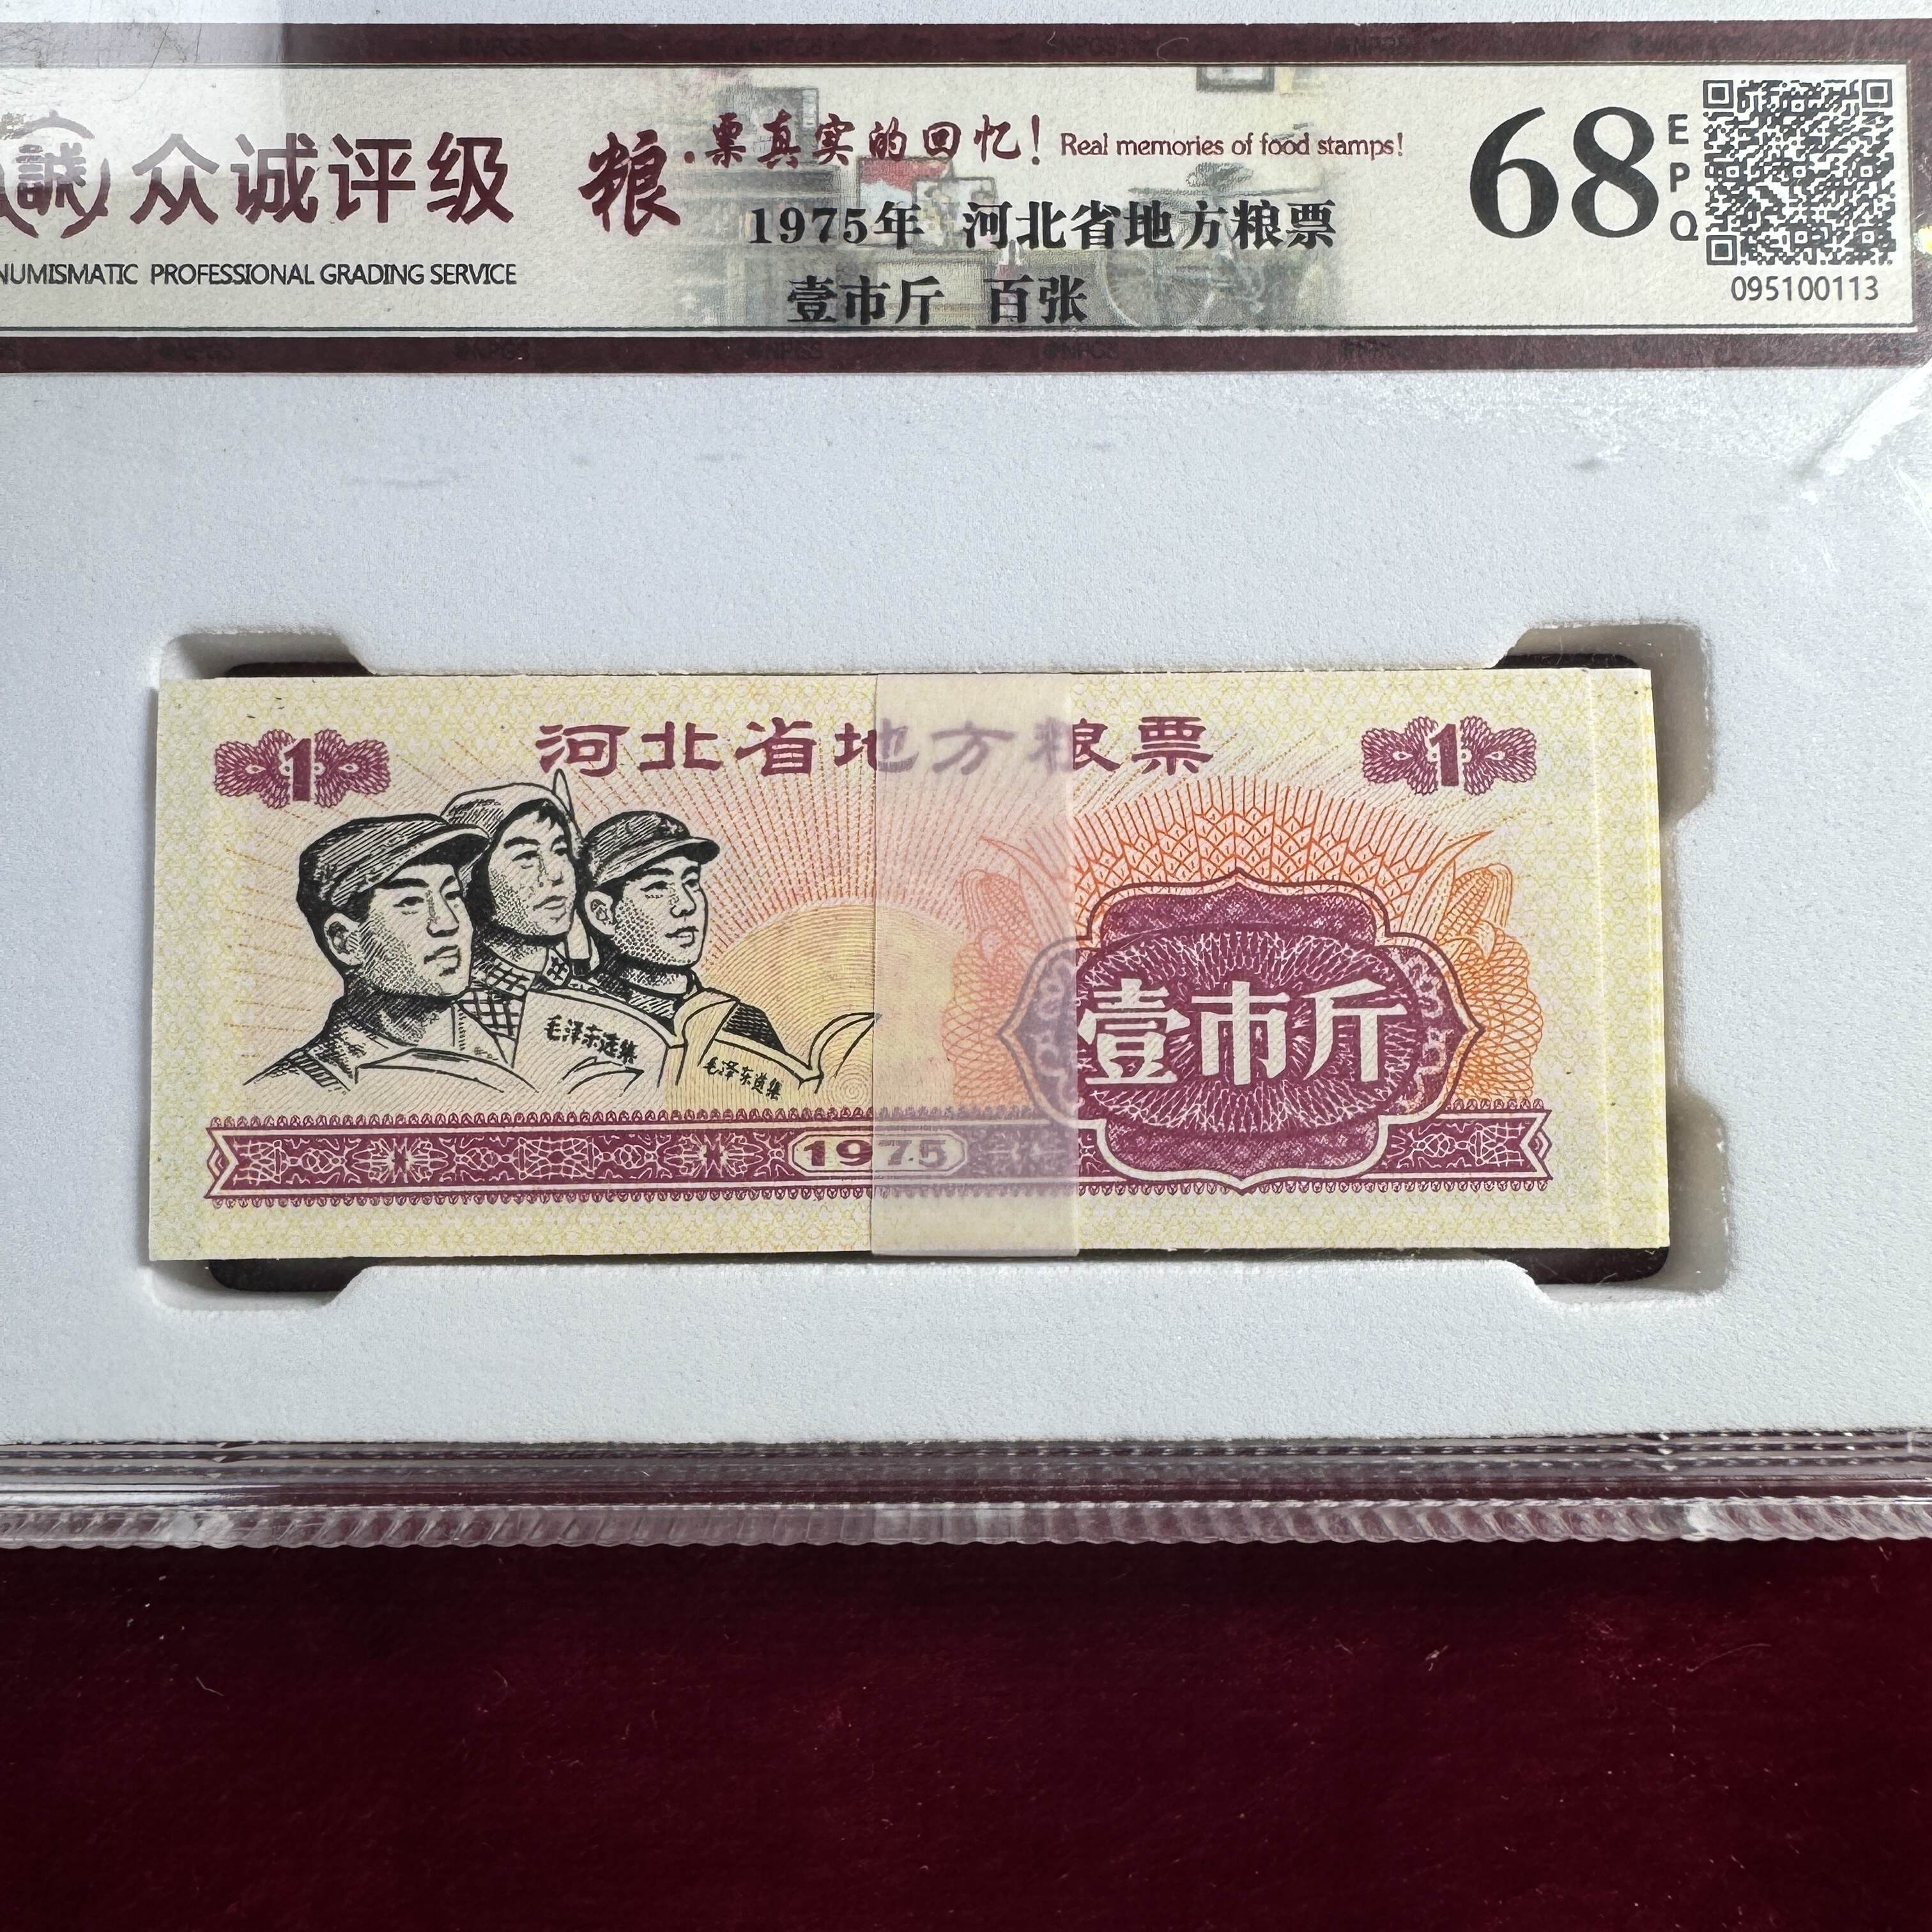 誠 众诚评级
NUMISMATIC PROFESSIONAL GRADING SERVICE
粮票真实的回忆! Real memories of food stamps!
1975年 河北省地方粮票
壹市斤 百张
68 EPQ
095100113
河北省地方粮票
1
1
毛泽东选集
毛泽东选集
壹市斤
1975